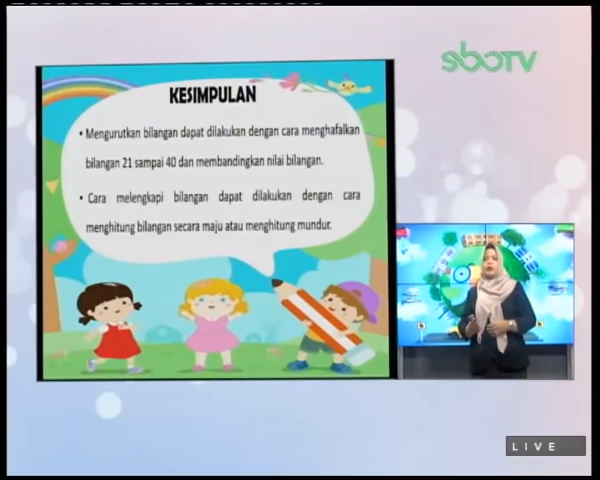 sboTV
KESIMPULAN
• Mengurutkan bilangan dapat dilakukan dengan cara menghafalkan
bilangan 21 sampai 40 dan membandingkan nilai bilangan.
• Cara melengkapi bilangan dapat dilakukan dengan cara
menghitung bilangan secara maju atau menghitung mundur.
LIVE